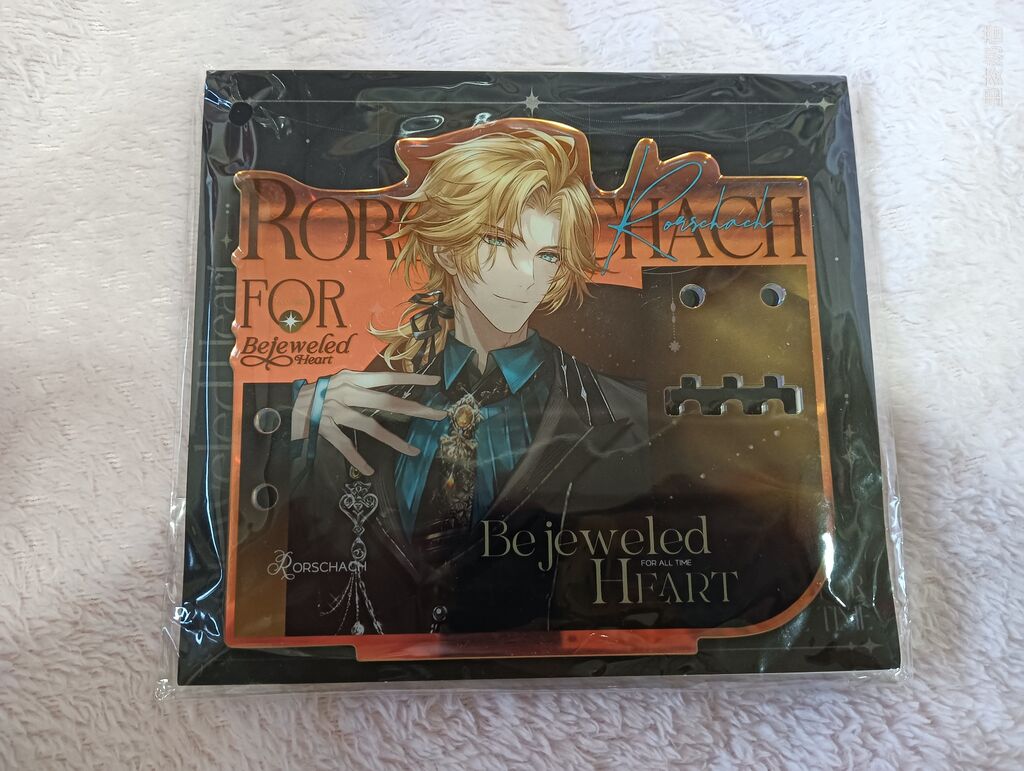 RORSCHACH
Rorschach
FOR
Bejeweled
Heart
RORSCHACH
Bejeweled
FOR ALL TIME
HEART